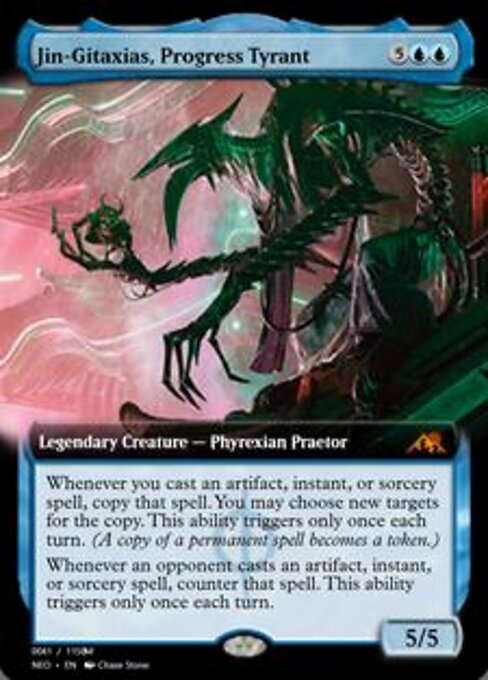 Jin-Gitaxias, Progress Tyrant 5
Legendary Creature — Phyrexian Praetor
Whenever you cast an artifact, instant, or sorcery
spell, copy that spell. You may choose new targets
for the copy. This ability triggers only once each
turn. (A copy of a permanent spell becomes a token.)
Whenever an opponent casts an artifact, instant,
or sorcery spell, counter that spell. This ability
triggers only once each turn.
5/5
NEO • EN Chase Stone